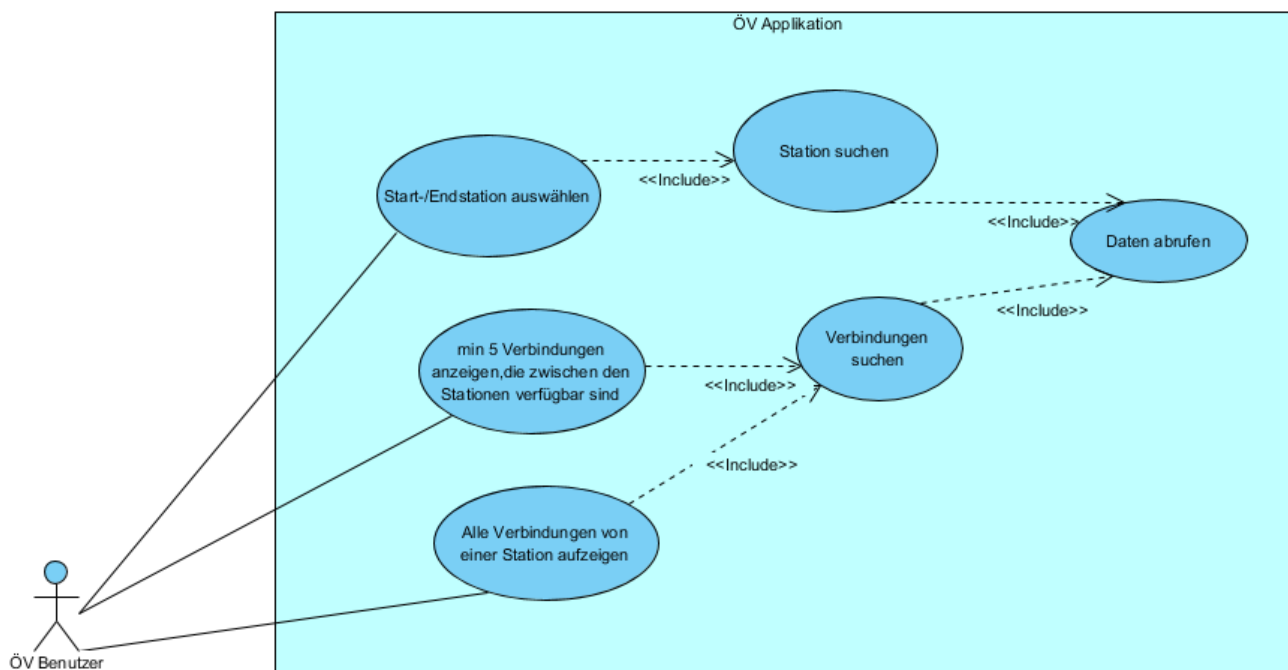 ÖV Applikation
Station suchen
<<Include>>
Start-/Endstation auswählen
<<Include>>
Daten abrufen
<<Include>>
Verbindungen
suchen
min 5 Verbindungen
anzeigen,die zwischen den
Stationen verfügbar sind
<<Include>>
<<Include>>
Alle Verbindungen von
einer Station aufzeigen
ÖV Benutzer